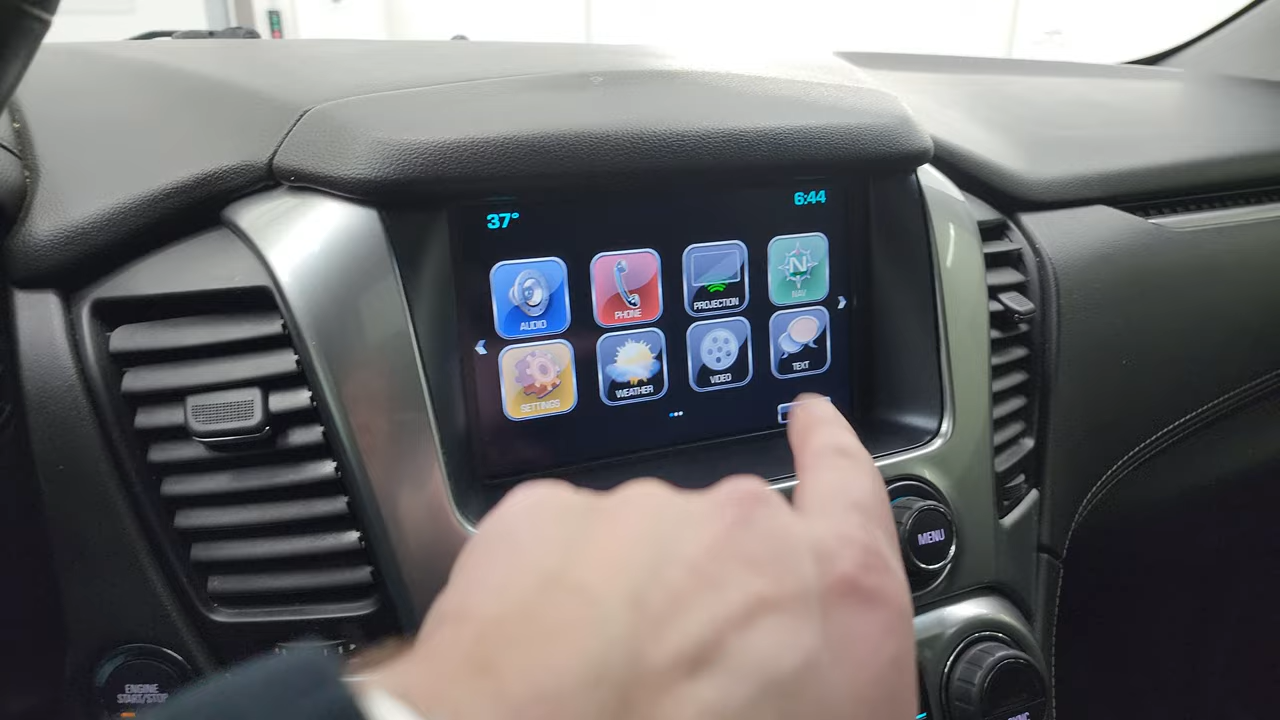 37°
6:44
AUDIO
PHONE
PROJECTION
N
NAV
SETTINGS
WEATHER
VIDEO
TEXT
MENU
ENGINE
START/STOP